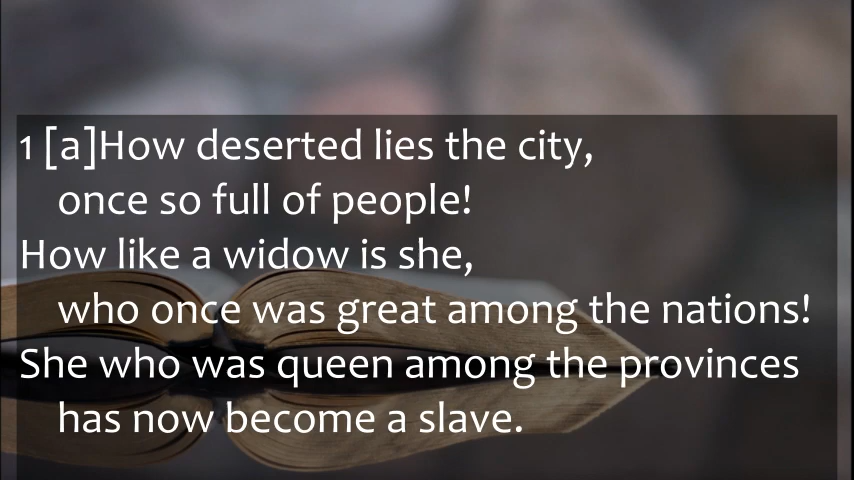 1 [a]How deserted lies the city,
once so full of people!
How like a widow is she,
who once was great among the nations!
She who was queen among the provinces
has now become a slave.